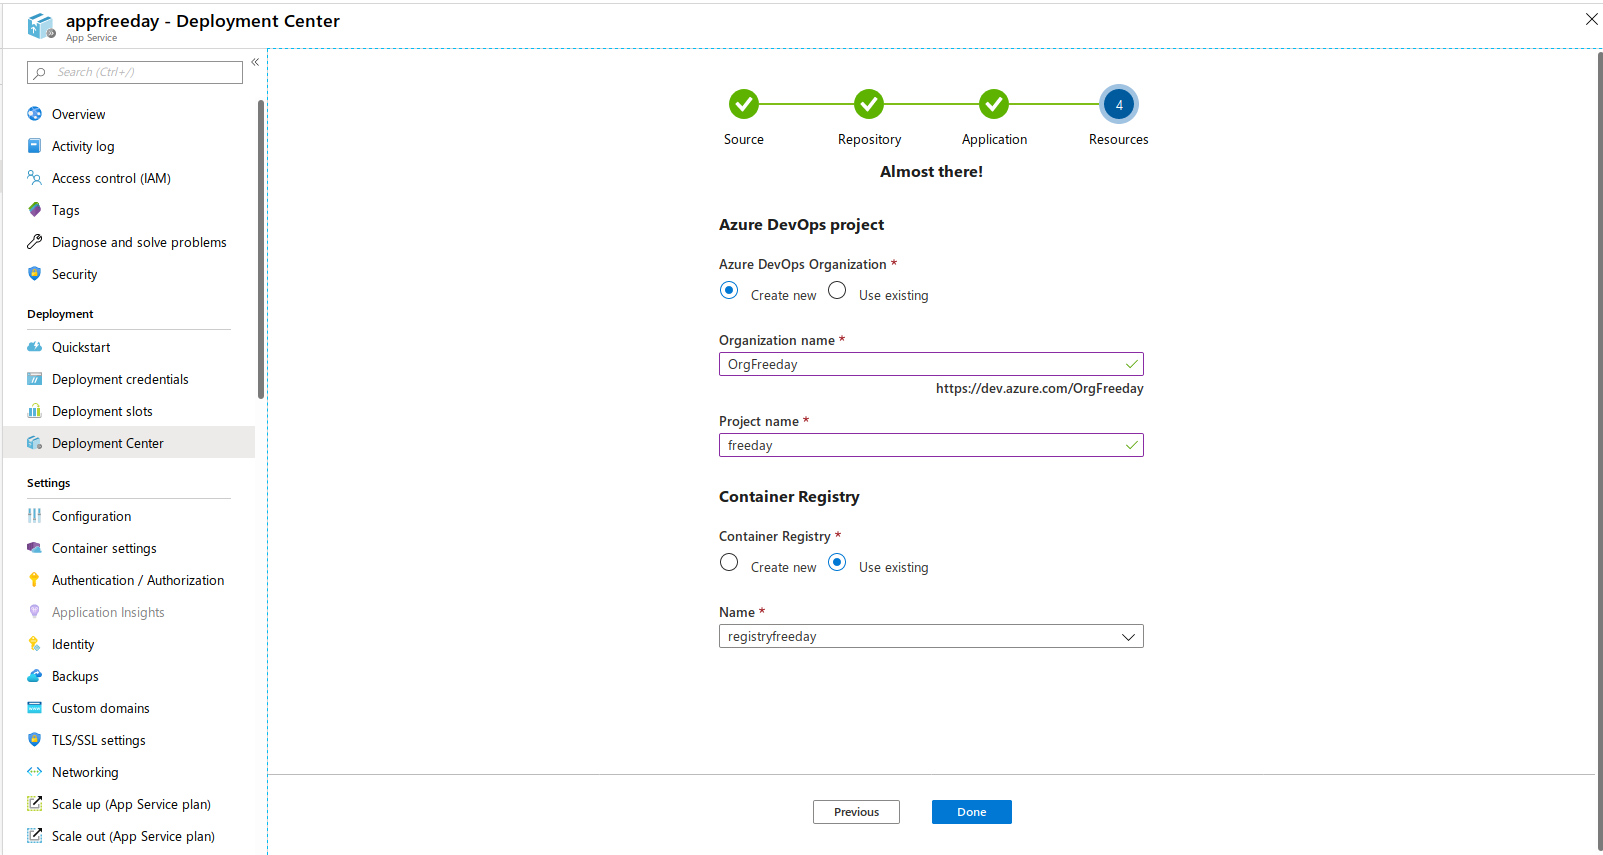 appfreeday - Deployment Center
App Service
Search (Ctrl+/)
Overview
Activity log
Access control (IAM)
Tags
Diagnose and solve problems
Security
Deployment
Quickstart
Deployment credentials
Deployment slots
Deployment Center
Settings
Configuration
Container settings
Authentication / Authorization
Application Insights
Identity
Backups
Custom domains
TLS/SSL settings
Networking
Scale up (App Service plan)
Scale out (App Service plan)
4
Source Repository Application Resources
Almost there!
Azure DevOps project
Azure DevOps Organization *
Create new Use existing
Organization name *
OrgFreeday
https://dev.azure.com/OrgFreeday
Project name *
freeday
Container Registry
Container Registry *
Create new Use existing
Name *
registryfreeday
Previous Done